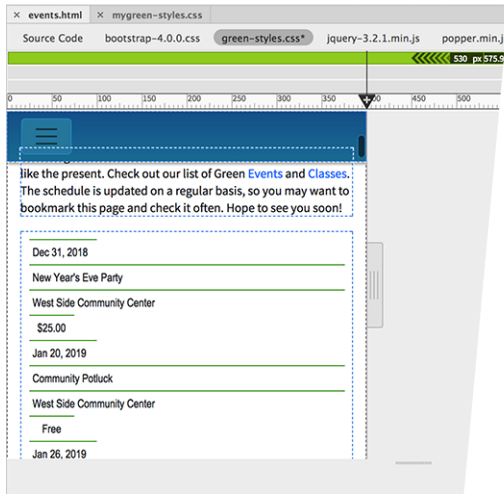 × events.html × mygreen-styles.css
Source Code bootstrap-4.0.0.css green-styles.css* jquery-3.2.1.min.js popper.min.j
530 px 575.9
0 50 100 150 200 250 300 350 450 500
like the present. Check out our list of Green Events and Classes.
The schedule is updated on a regular basis, so you may want to
bookmark this page and check it often. Hope to see you soon!
Dec 31, 2018
New Year's Eve Party
West Side Community Center
$25.00
Jan 20, 2019
Community Potluck
West Side Community Center
Free
Jan 26, 2019